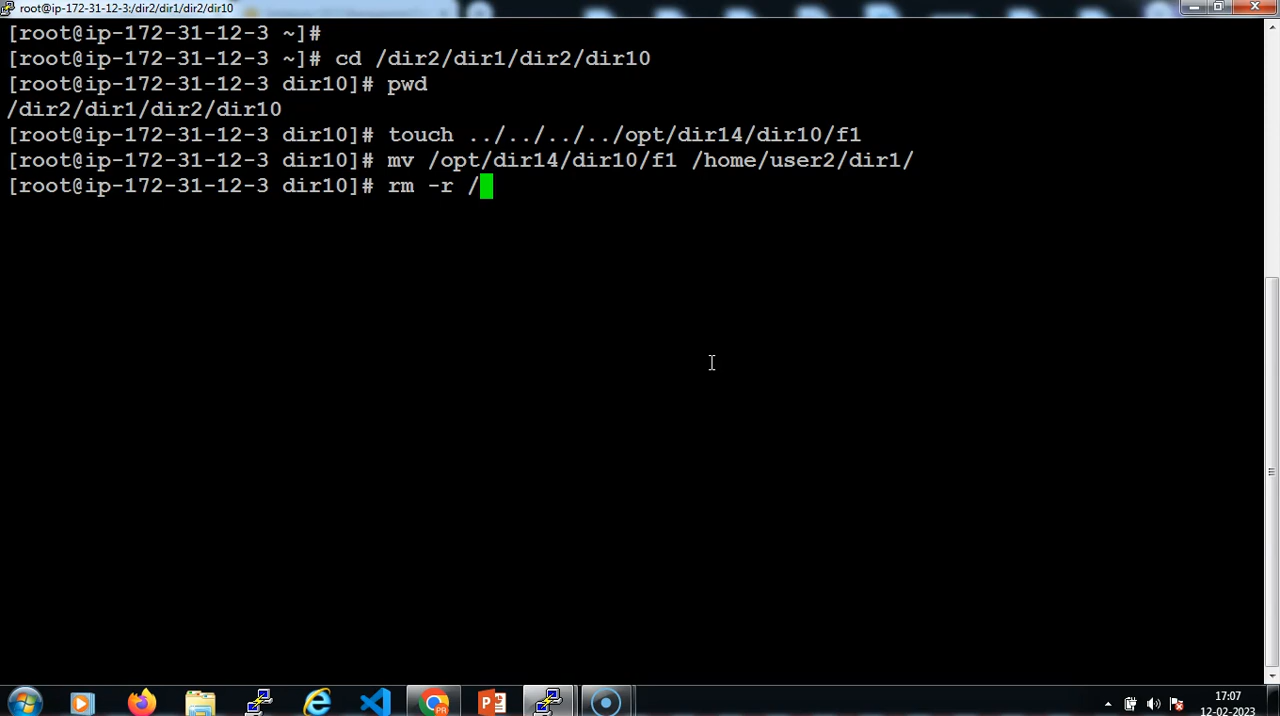 root@ip-172-31-12-3:/dir2/dir1/dir2/dir10
[root@ip-172-31-12-3 ~]#
[root@ip-172-31-12-3 ~]# cd /dir2/dir1/dir2/dir10
[root@ip-172-31-12-3 dir10]# pwd
/dir2/dir1/dir2/dir10
[root@ip-172-31-12-3 dir10]# touch ../../../../opt/dir14/dir10/f1
[root@ip-172-31-12-3 dir10]# mv /opt/dir14/dir10/f1 /home/user2/dir1/
[root@ip-172-31-12-3 dir10]# rm -r /
PR
17:07
12-02-2023